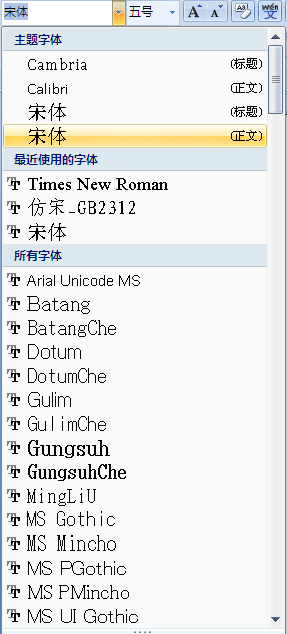 宋体 五号 A A wén 文
主题字体
Cambria (标题)
Calibri (正文)
宋体 (标题)
宋体 (正文)
最近使用的字体
Times New Roman
仿宋_GB2312
宋体
所有字体
Arial Unicode MS
Batang
BatangChe
Dotum
DotumChe
Gulim
GulimChe
Gungsuh
GungsuhChe
MingLiU
MS Gothic
MS Mincho
MS PGothic
MS PMincho
MS UI Gothic